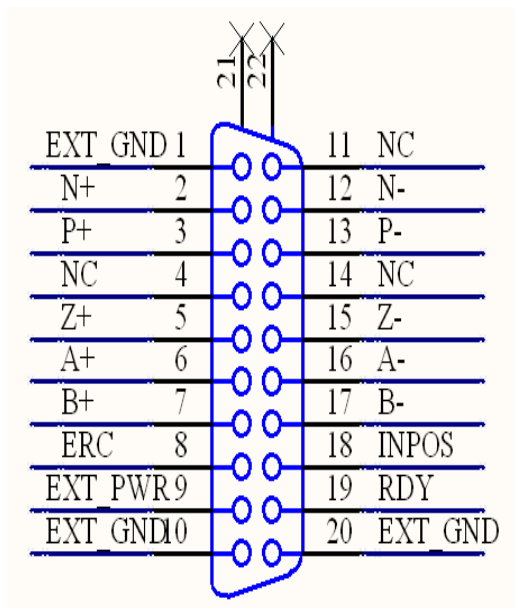 21 22
EXT_GND 1 11 NC
N+ 2 12 N-
P+ 3 13 P-
NC 4 14 NC
Z+ 5 15 Z-
A+ 6 16 A-
B+ 7 17 B-
ERC 8 18 INPOS
EXT_PWR 9 19 RDY
EXT_GND 10 20 EXT_GND